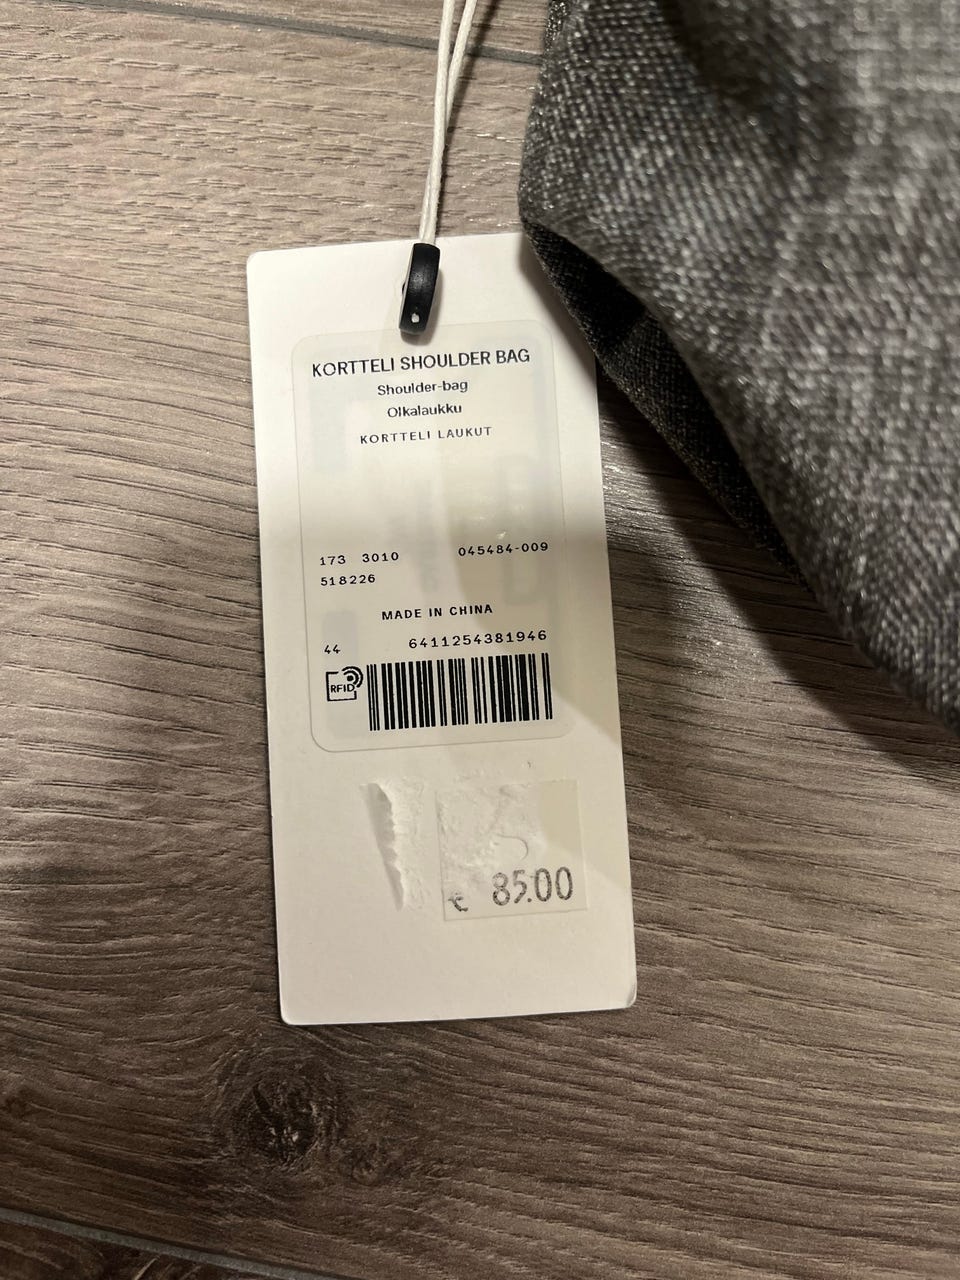 KORTTELI SHOULDER BAG
Shoulder-bag
Olkalaukku
KORTTELI LAUKUT
173 3010 045484-009
518226
MADE IN CHINA
44 6411254381946
RFID
€ 85.00